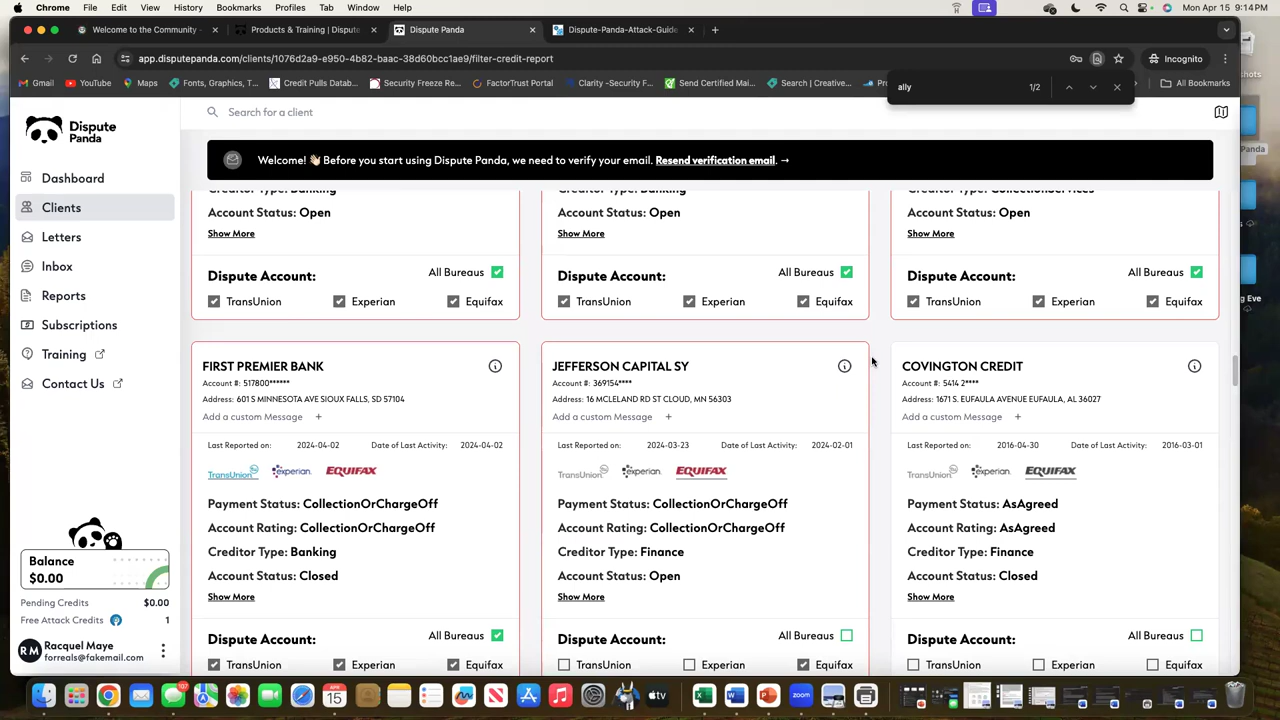 Chrome File Edit View History Bookmarks Profiles Tab Window Help Mon Apr 15 9:14PM
Welcome to the Community - Products & Training | Dispute Dispute Panda Dispute-Panda-Attack-Guide
app.disputepanda.com/clients/1076d2a9-e950-4b82-baac-38d60bcc1ae9/filter-credit-report Incognito
Gmail YouTube Maps Fonts, Graphics, T... Credit Pulls Databa... Security Freeze Re... FactorTrust Portal Clarity -Security F... Send Certified Mai... Search | Creative... All Bookmarks
ally 1/2
Dispute Panda
Search for a client
Welcome! 👋🏻 Before you start using Dispute Panda, we need to verify your email. Resend verification email. →
Dashboard
Clients
Letters
Inbox
Reports
Subscriptions
Training
Contact Us
Balance
$0.00
Pending Credits $0.00
Free Attack Credits 1
RM Racquel Maye
forreals@fakemail.com
Creditor Type: Banking
Account Status: Open
Show More
Dispute Account: All Bureaus
TransUnion Experian Equifax
Creditor Type: Banking
Account Status: Open
Show More
Dispute Account: All Bureaus
TransUnion Experian Equifax
Creditor Type: CollectionServices
Account Status: Open
Show More
Dispute Account: All Bureaus
TransUnion Experian Equifax
FIRST PREMIER BANK
Account #: 517800******
Address: 601 S MINNESOTA AVE SIOUX FALLS, SD 57104
Add a custom Message +
Last Reported on: 2024-04-02 Date of Last Activity: 2024-04-02
TransUnion experian. EQUIFAX
Payment Status: CollectionOrChargeOff
Account Rating: CollectionOrChargeOff
Creditor Type: Banking
Account Status: Closed
Show More
Dispute Account: All Bureaus
TransUnion Experian Equifax
JEFFERSON CAPITAL SY
Account #: 369154****
Address: 16 MCLELAND RD ST CLOUD, MN 56303
Add a custom Message +
Last Reported on: 2024-03-23 Date of Last Activity: 2024-02-01
TransUnion experian. EQUIFAX
Payment Status: CollectionOrChargeOff
Account Rating: CollectionOrChargeOff
Creditor Type: Finance
Account Status: Open
Show More
Dispute Account: All Bureaus
TransUnion Experian Equifax
COVINGTON CREDIT
Account #: 5414 2****
Address: 1671 S. EUFAULA AVENUE EUFAULA, AL 36027
Add a custom Message +
Last Reported on: 2016-04-30 Date of Last Activity: 2016-03-01
TransUnion experian. EQUIFAX
Payment Status: AsAgreed
Account Rating: AsAgreed
Creditor Type: Finance
Account Status: Closed
Show More
Dispute Account: All Bureaus
TransUnion Experian Equifax